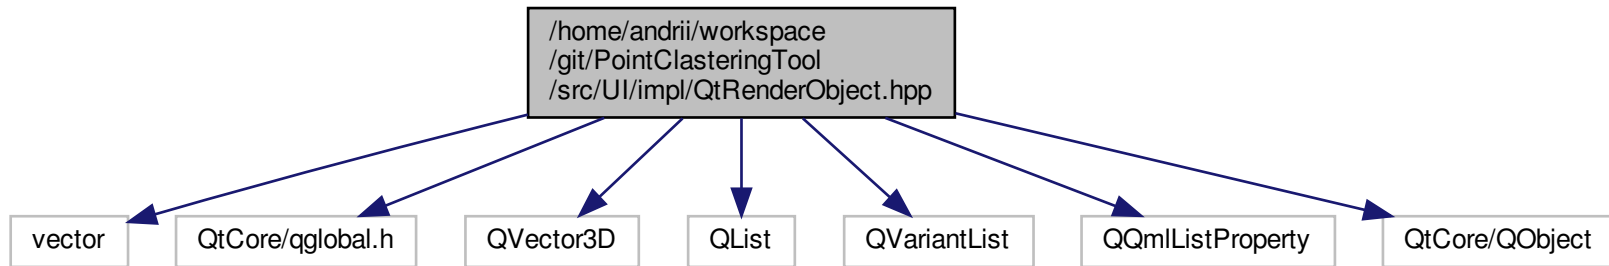 /home/andrii/workspace
/git/PointClasteringTool
/src/UI/impl/QtRenderObject.hpp
vector
QtCore/qglobal.h
QVector3D
QList
QVariantList
QQmlListProperty
QtCore/QObject